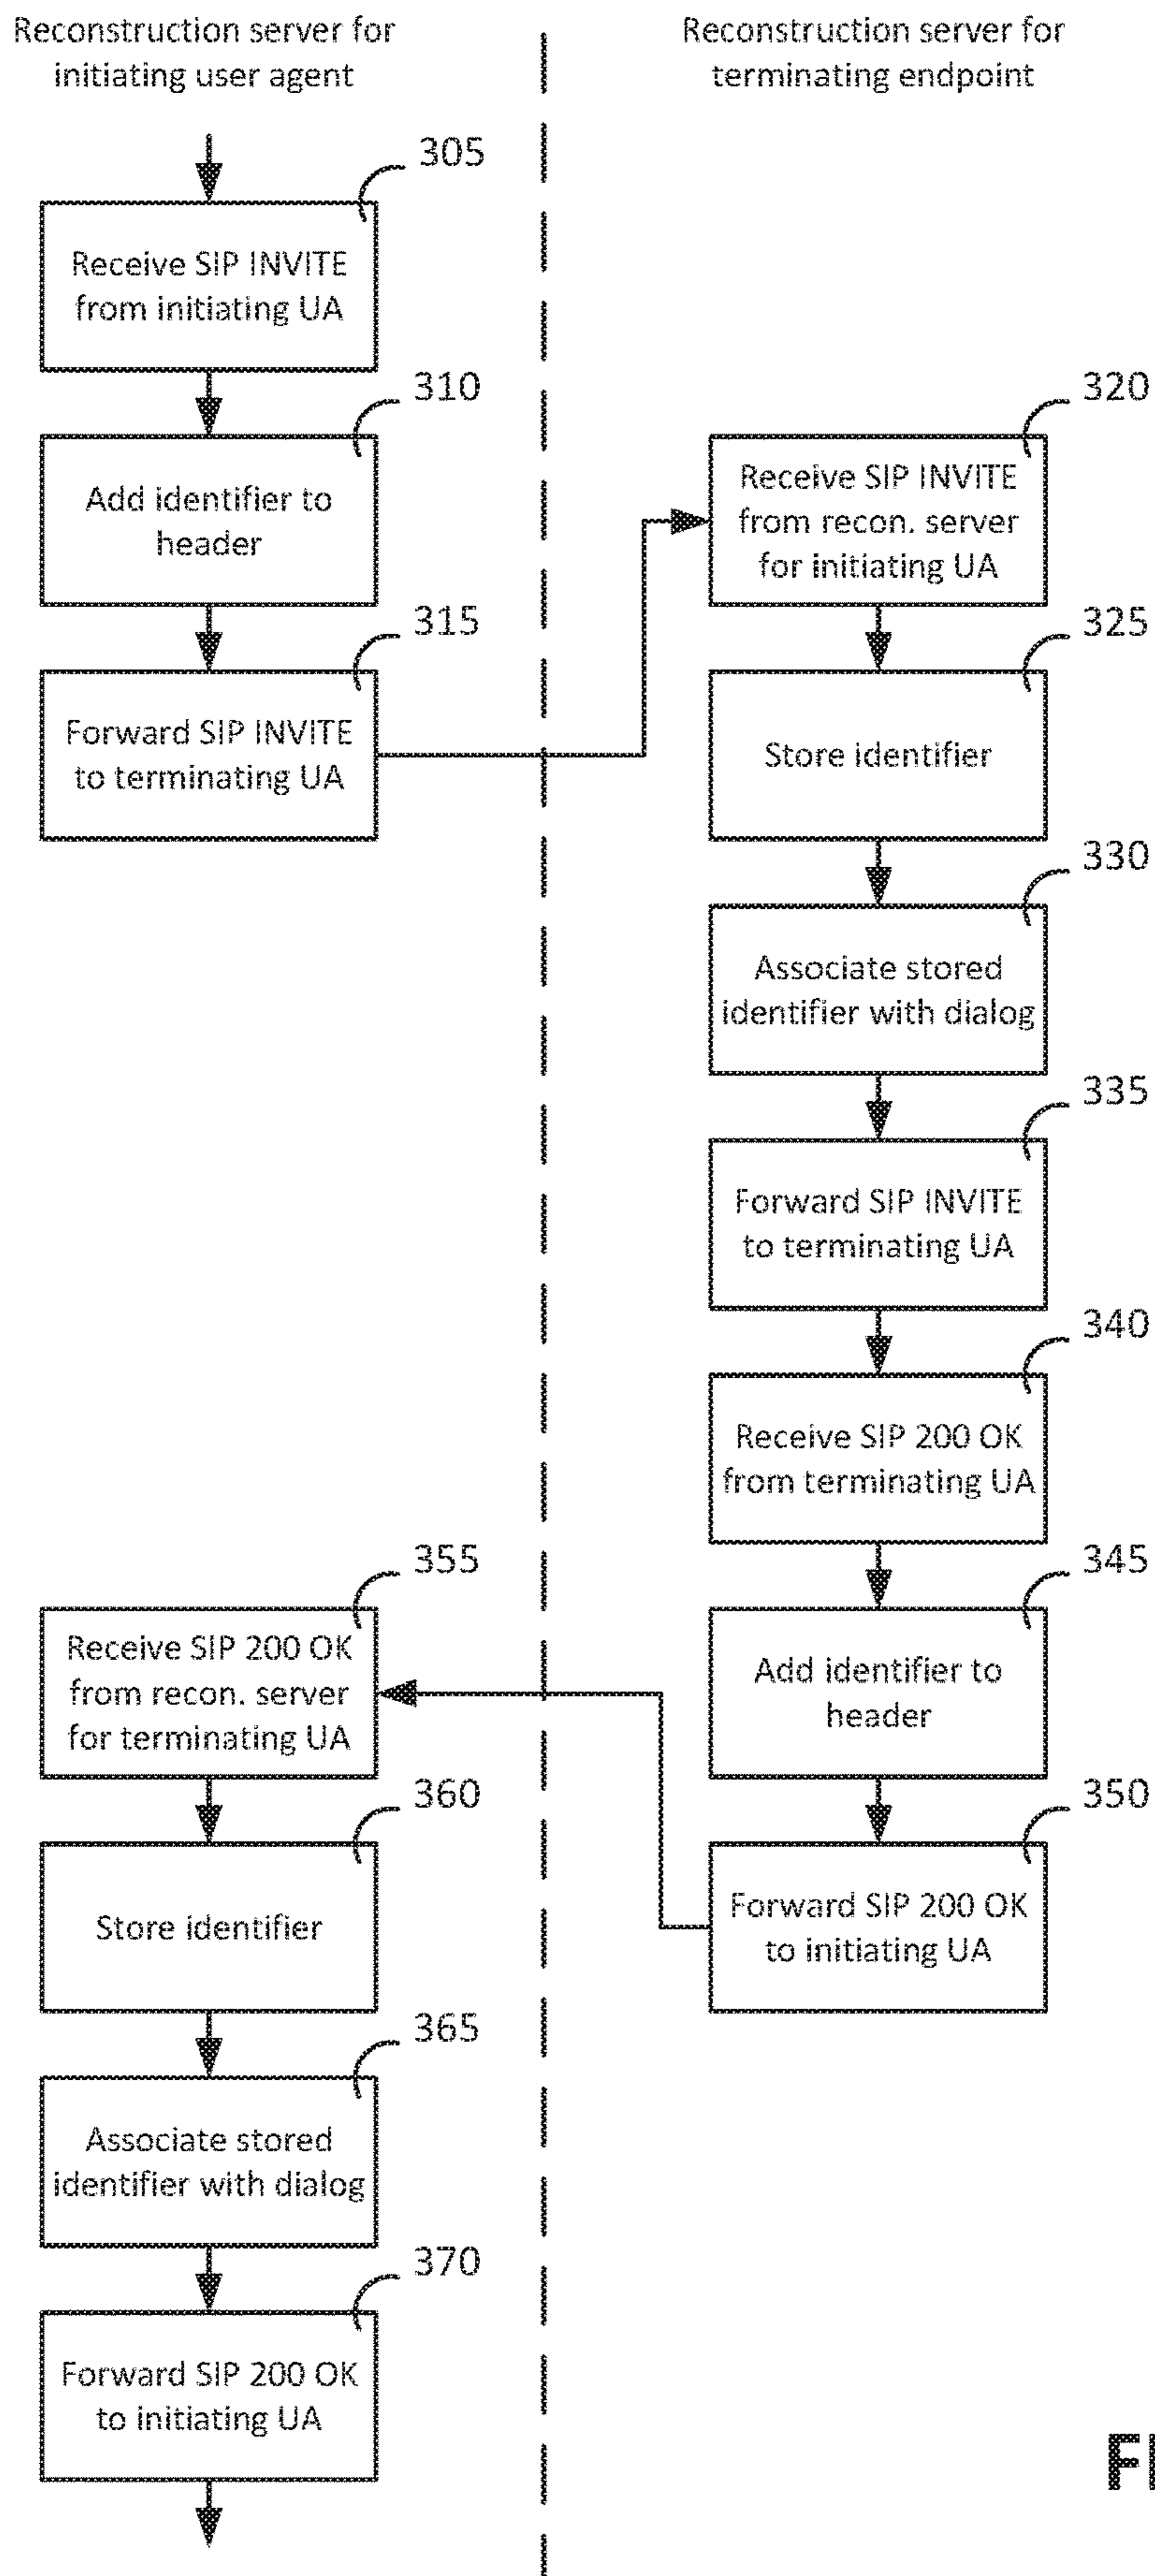 Reconstruction server for
initiating user agent
Reconstruction server for
terminating endpoint
305
Receive SIP INVITE
from initiating UA
310
Add identifier to
header
315
Forward SIP INVITE
to terminating UA
320
Receive SIP INVITE
from recon. server
for initiating UA
325
Store identifier
330
Associate stored
identifier with dialog
335
Forward SIP INVITE
to terminating UA
340
Receive SIP 200 OK
from terminating UA
345
Add identifier to
header
350
Forward SIP 200 OK
to initiating UA
355
Receive SIP 200 OK
from recon. server
for terminating UA
360
Store identifier
365
Associate stored
identifier with dialog
370
Forward SIP 200 OK
to initiating UA